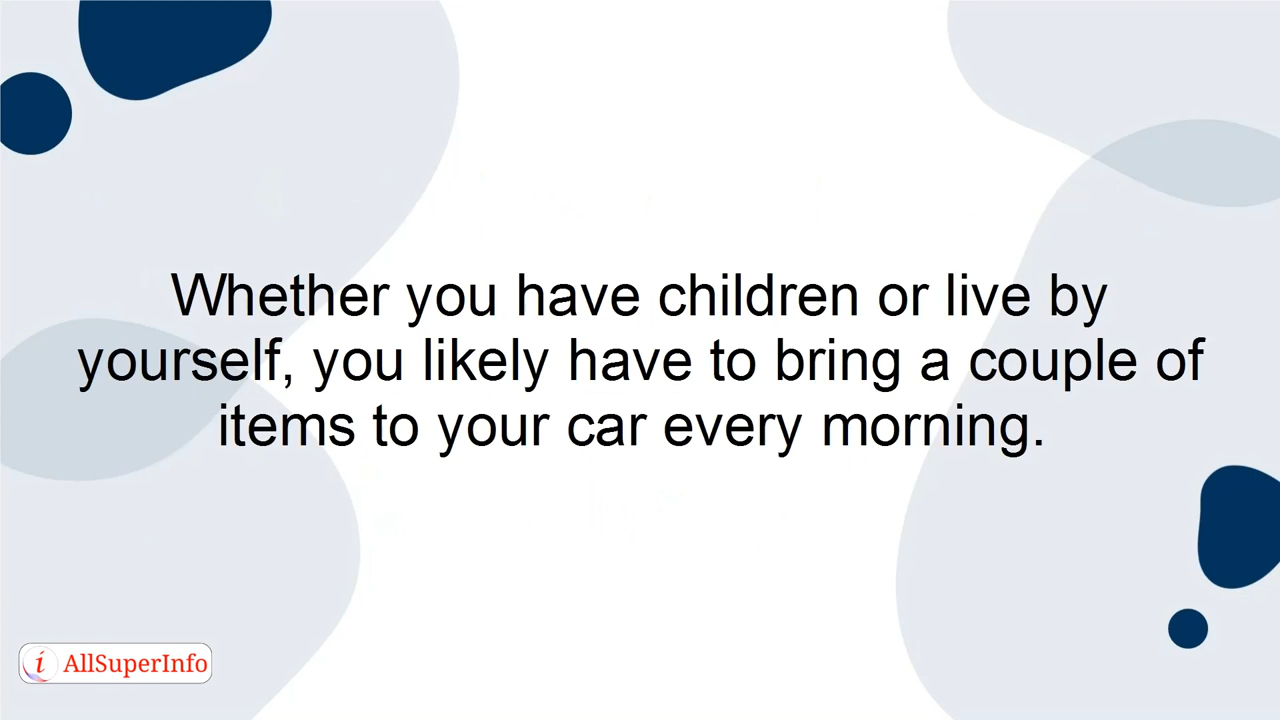 Whether you have children or live by
yourself, you likely have to bring a couple of
items to your car every morning.
i AllSuperInfo